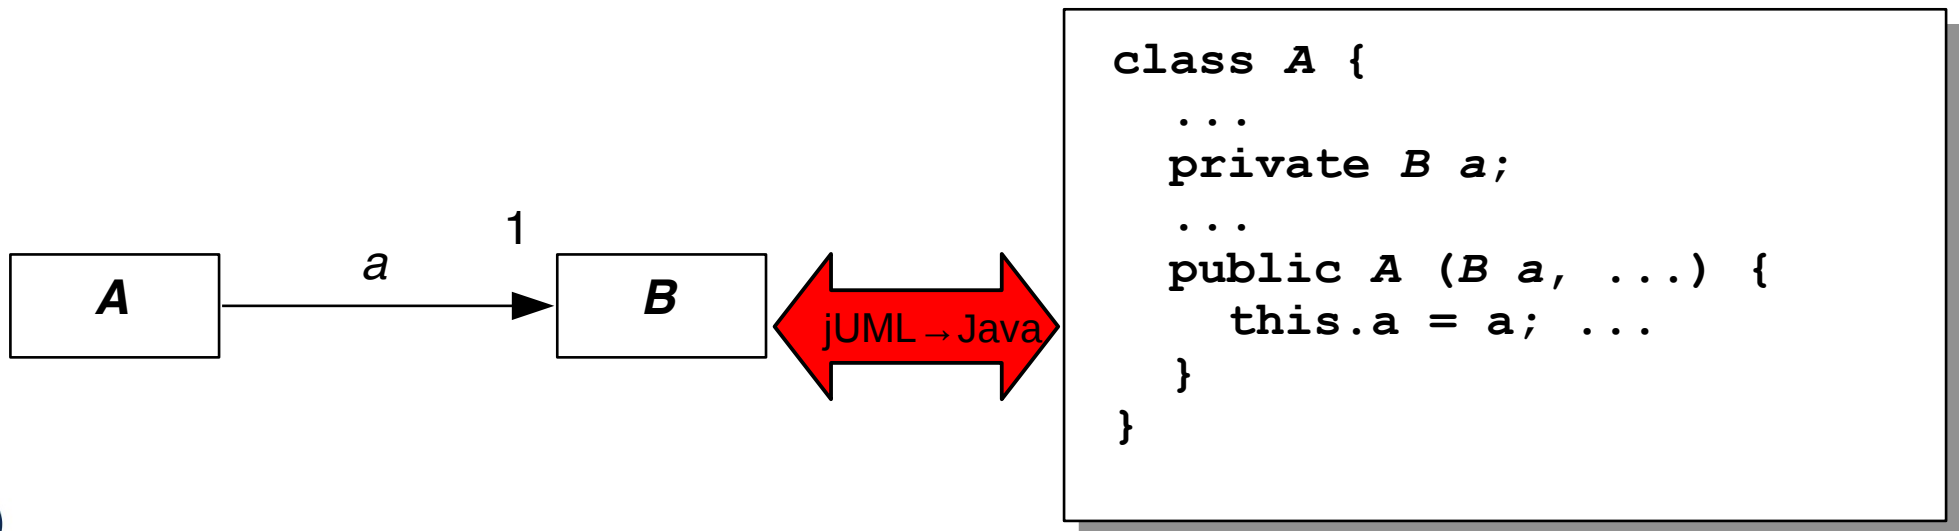 A
a
1
B
jUML→Java
class A {
...
private B a;
...
public A (B a, ...) {
this.a = a; ...
}
}